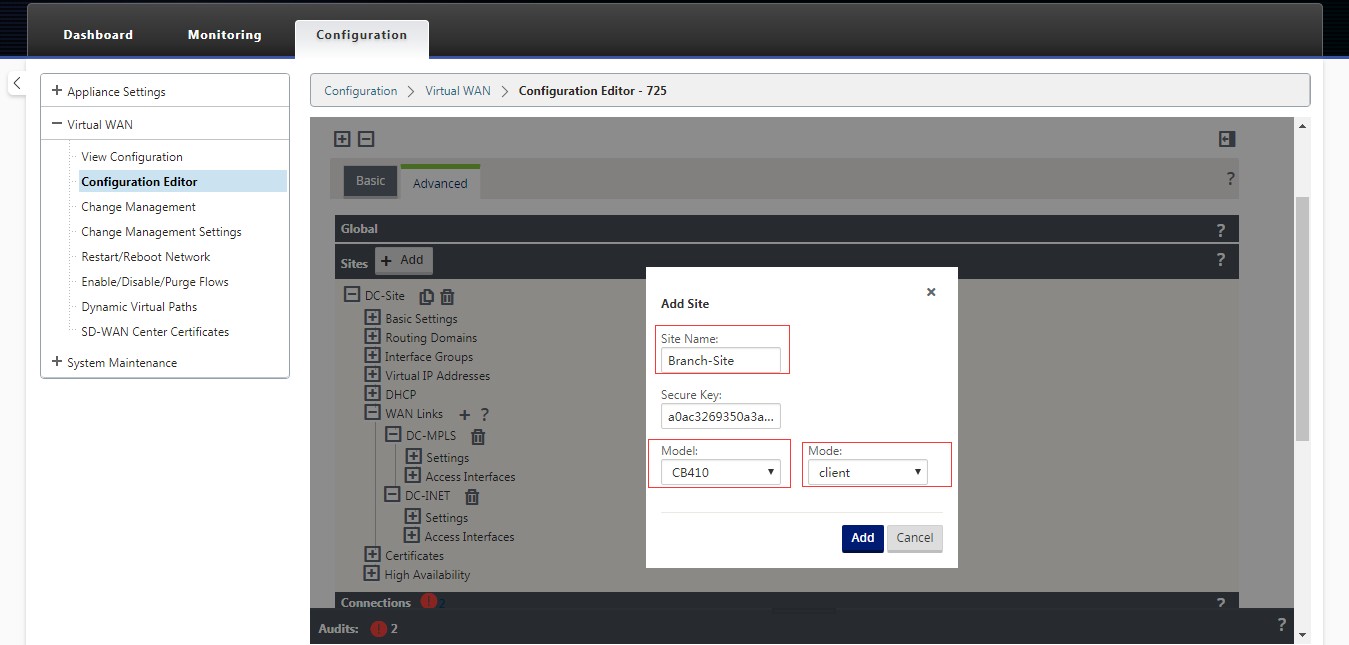 Dashboard Monitoring Configuration
Appliance Settings
Virtual WAN
View Configuration
Configuration Editor
Change Management
Change Management Settings
Restart/Reboot Network
Enable/Disable/Purge Flows
Dynamic Virtual Paths
SD-WAN Center Certificates
System Maintenance
Configuration > Virtual WAN > Configuration Editor - 725
Basic Advanced ?
Global ?
Sites + Add ?
DC-Site
Basic Settings
Routing Domains
Interface Groups
Virtual IP Addresses
DHCP
WAN Links + ?
DC-MPLS
Settings
Access Interfaces
DC-INET
Settings
Access Interfaces
Certificates
High Availability
Connections ! 2 ?
Audits: ! 2 ?
Add Site ×
Site Name:
Branch-Site
Secure Key:
a0ac3269350a3a...
Model: Mode:
CB410 client
Add Cancel